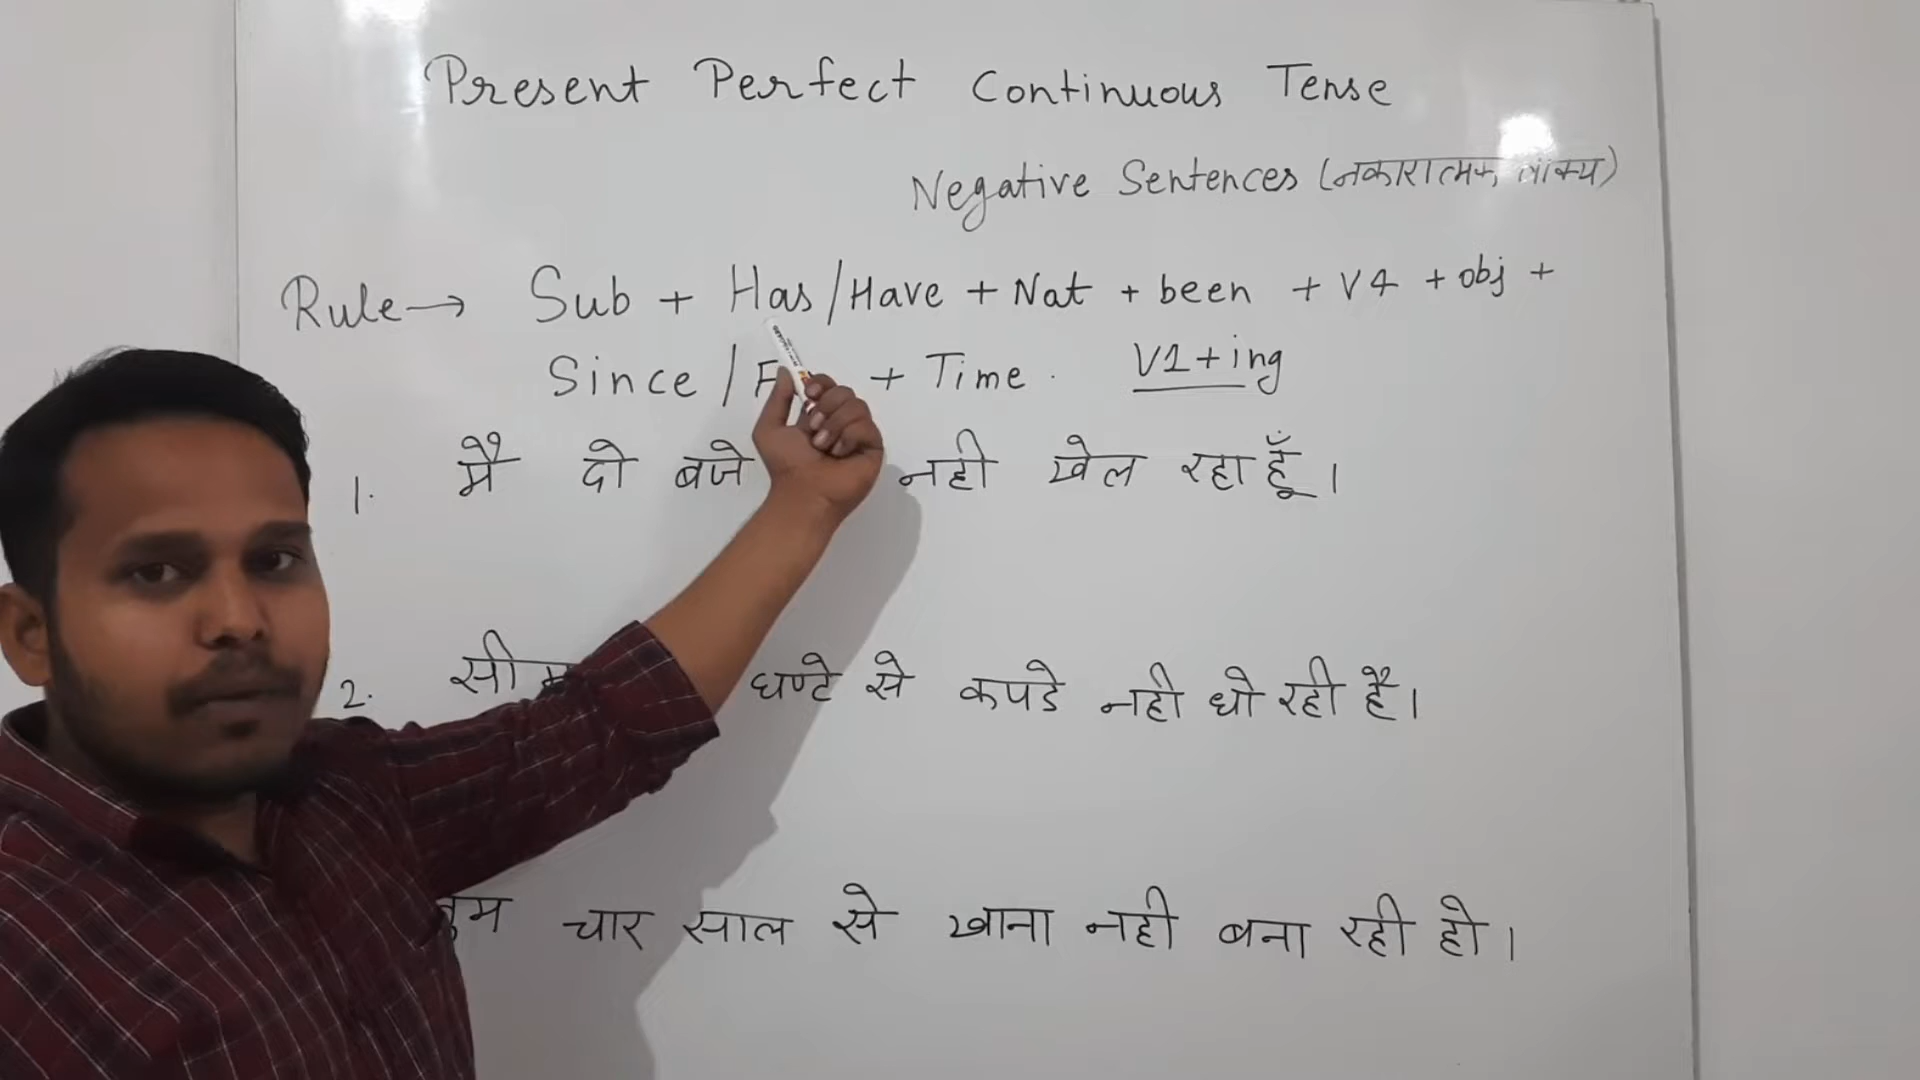 Present Perfect Continuous Tense
Negative Sentences (नकारात्मक वाक्य)
Rule → Sub + Has/Have + Nat + been + V4 + obj +
Since / + Time . V1+ing
1. मैं दो बजे नही खेल रहा हूँ।
2. घण्टे से कपडे नही धो रही है।
तुम चार साल से खाना नही बना रही हो।